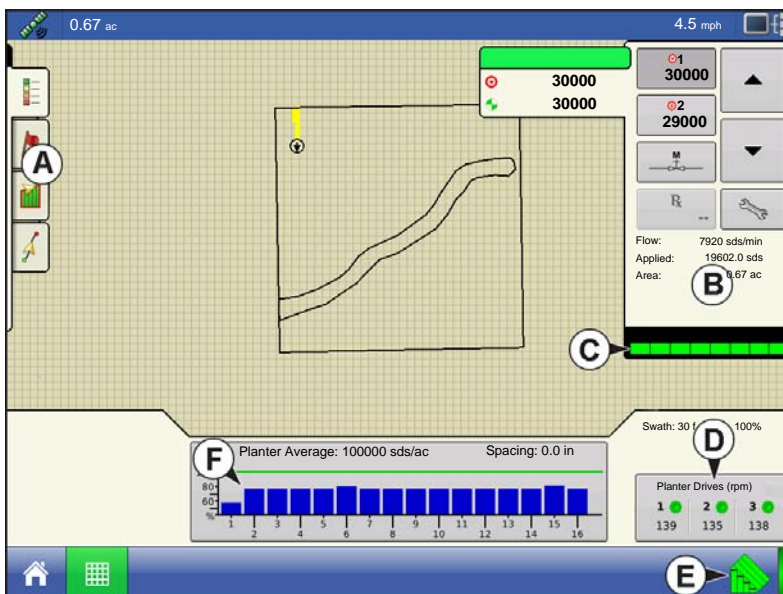 0.67 ac
4.5 mph
30000
30000
1
30000
2
29000
M
Rx
--
A
Flow: 7920 sds/min
Applied: 19602.0 sds
Area: 0.67 ac
B
C
Swath: 30 f 100%
D
F
Planter Average: 100000 sds/ac Spacing: 0.0 in
80
60
%
1 3 5 7 9 11 13 15
2 4 6 8 10 12 14 16
Planter Drives (rpm)
1 2 3
139 135 138
E